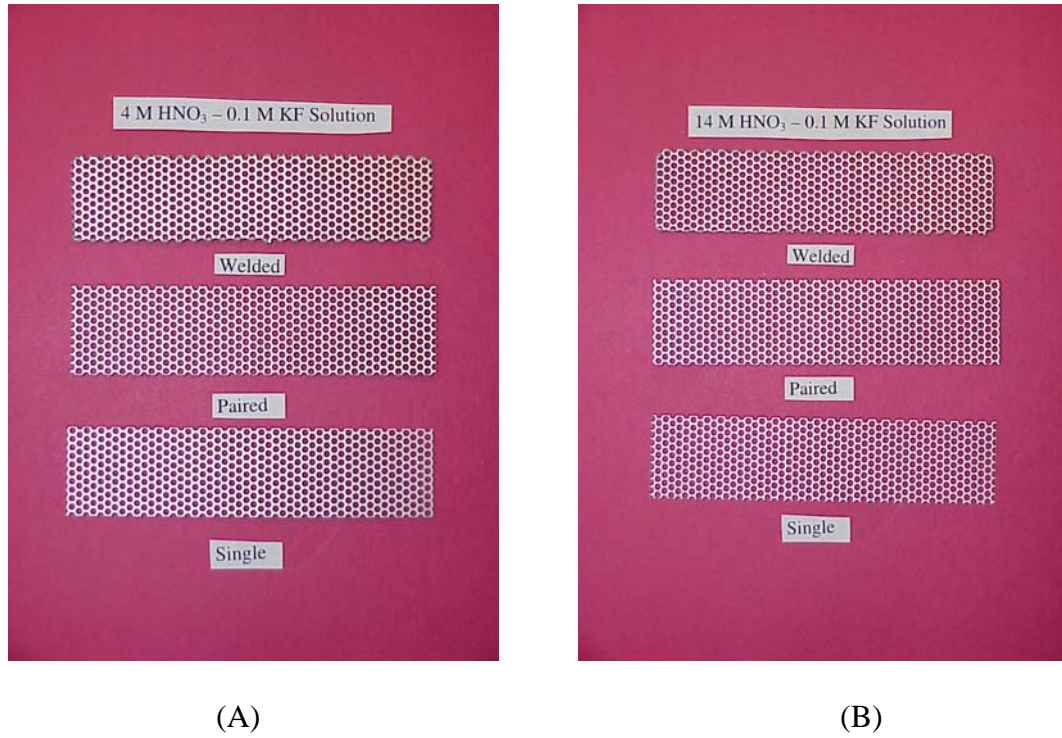 4 M HNO₃ – 0.1 M KF Solution
Welded
Paired
Single
(A)
14 M HNO₃ – 0.1 M KF Solution
Welded
Paired
Single
(B)